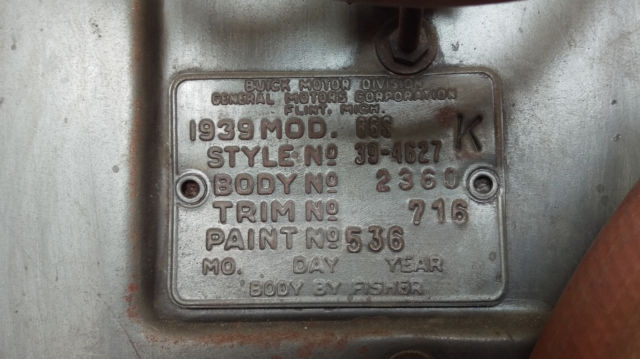 BUICK MOTOR DIVISION
GENERAL MOTORS CORPORATION
FLINT, MICH.
1939 MOD. 66S K
STYLE Nº 39-4627
BODY Nº 2360
TRIM Nº 716
PAINT Nº 536
MO. DAY YEAR
BODY BY FISHER